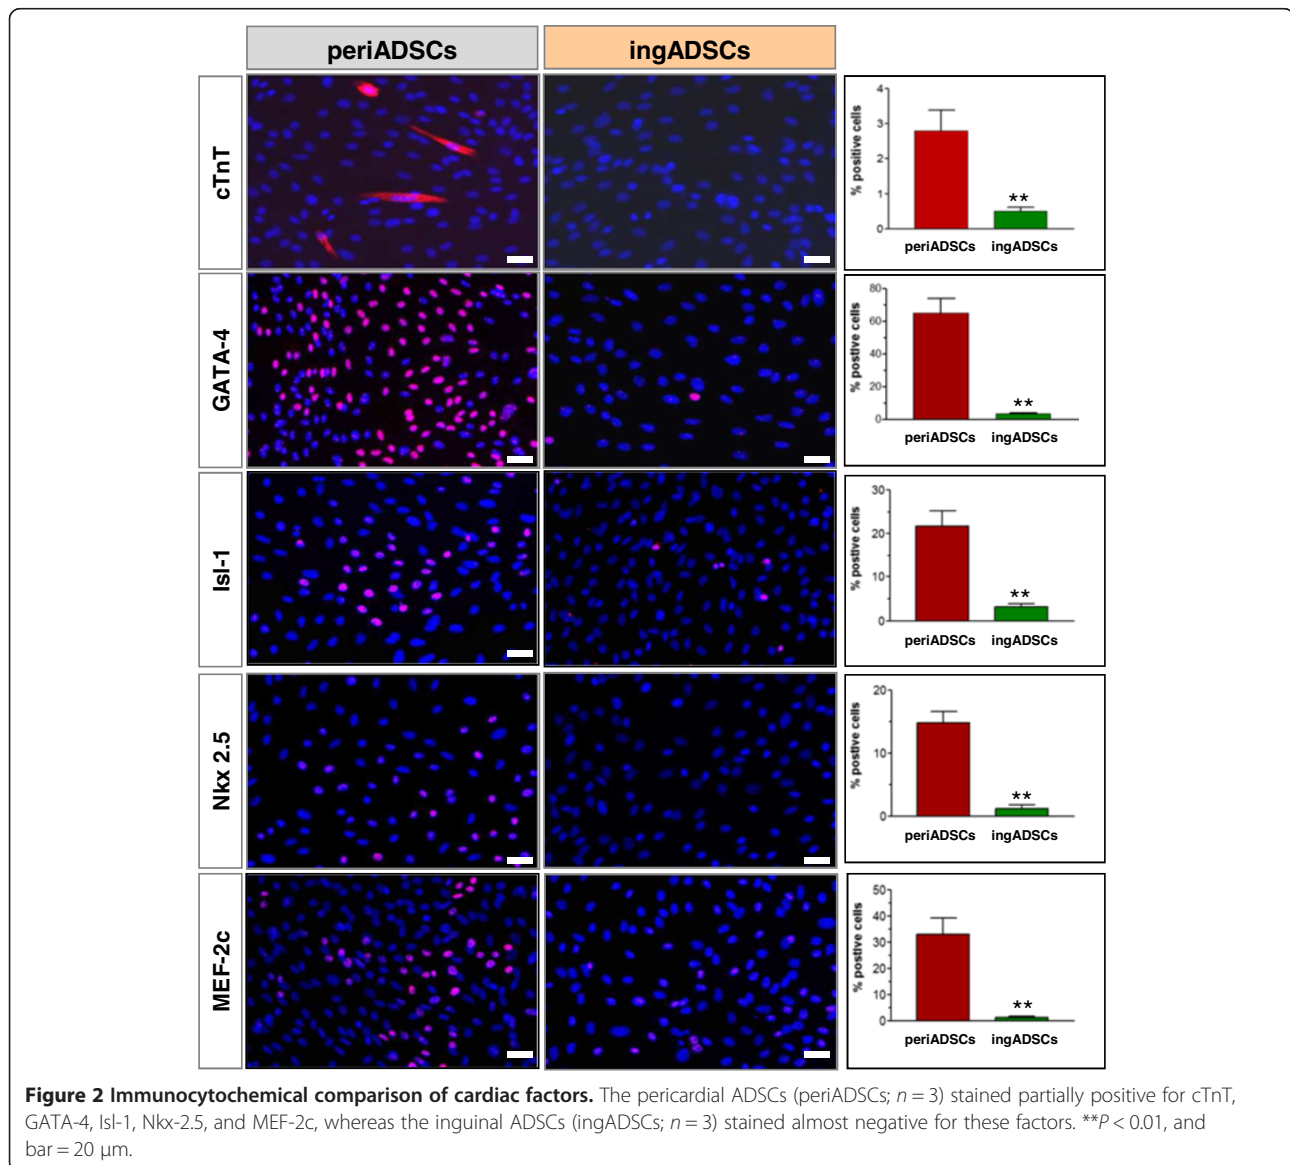 periADSCs
ingADSCs
cTnT
% positive cells
4
3
2
1
0
**
periADSCs ingADSCs
GATA-4
% postive cells
80
60
40
20
0
**
periADSCs ingADSCs
Isl-1
% postive cells
30
20
10
0
**
periADSCs ingADSCs
Nkx 2.5
% postive cells
20
10
0
**
periADSCs ingADSCs
MEF-2c
% positive cells
50
40
30
20
10
0
**
periADSCs ingADSCs
Figure 2 Immunocytochemical comparison of cardiac factors. The pericardial ADSCs (periADSCs; n = 3) stained partially positive for cTnT,
GATA-4, Isl-1, Nkx-2.5, and MEF-2c, whereas the inguinal ADSCs (ingADSCs; n = 3) stained almost negative for these factors. **P < 0.01, and
bar = 20 μm.